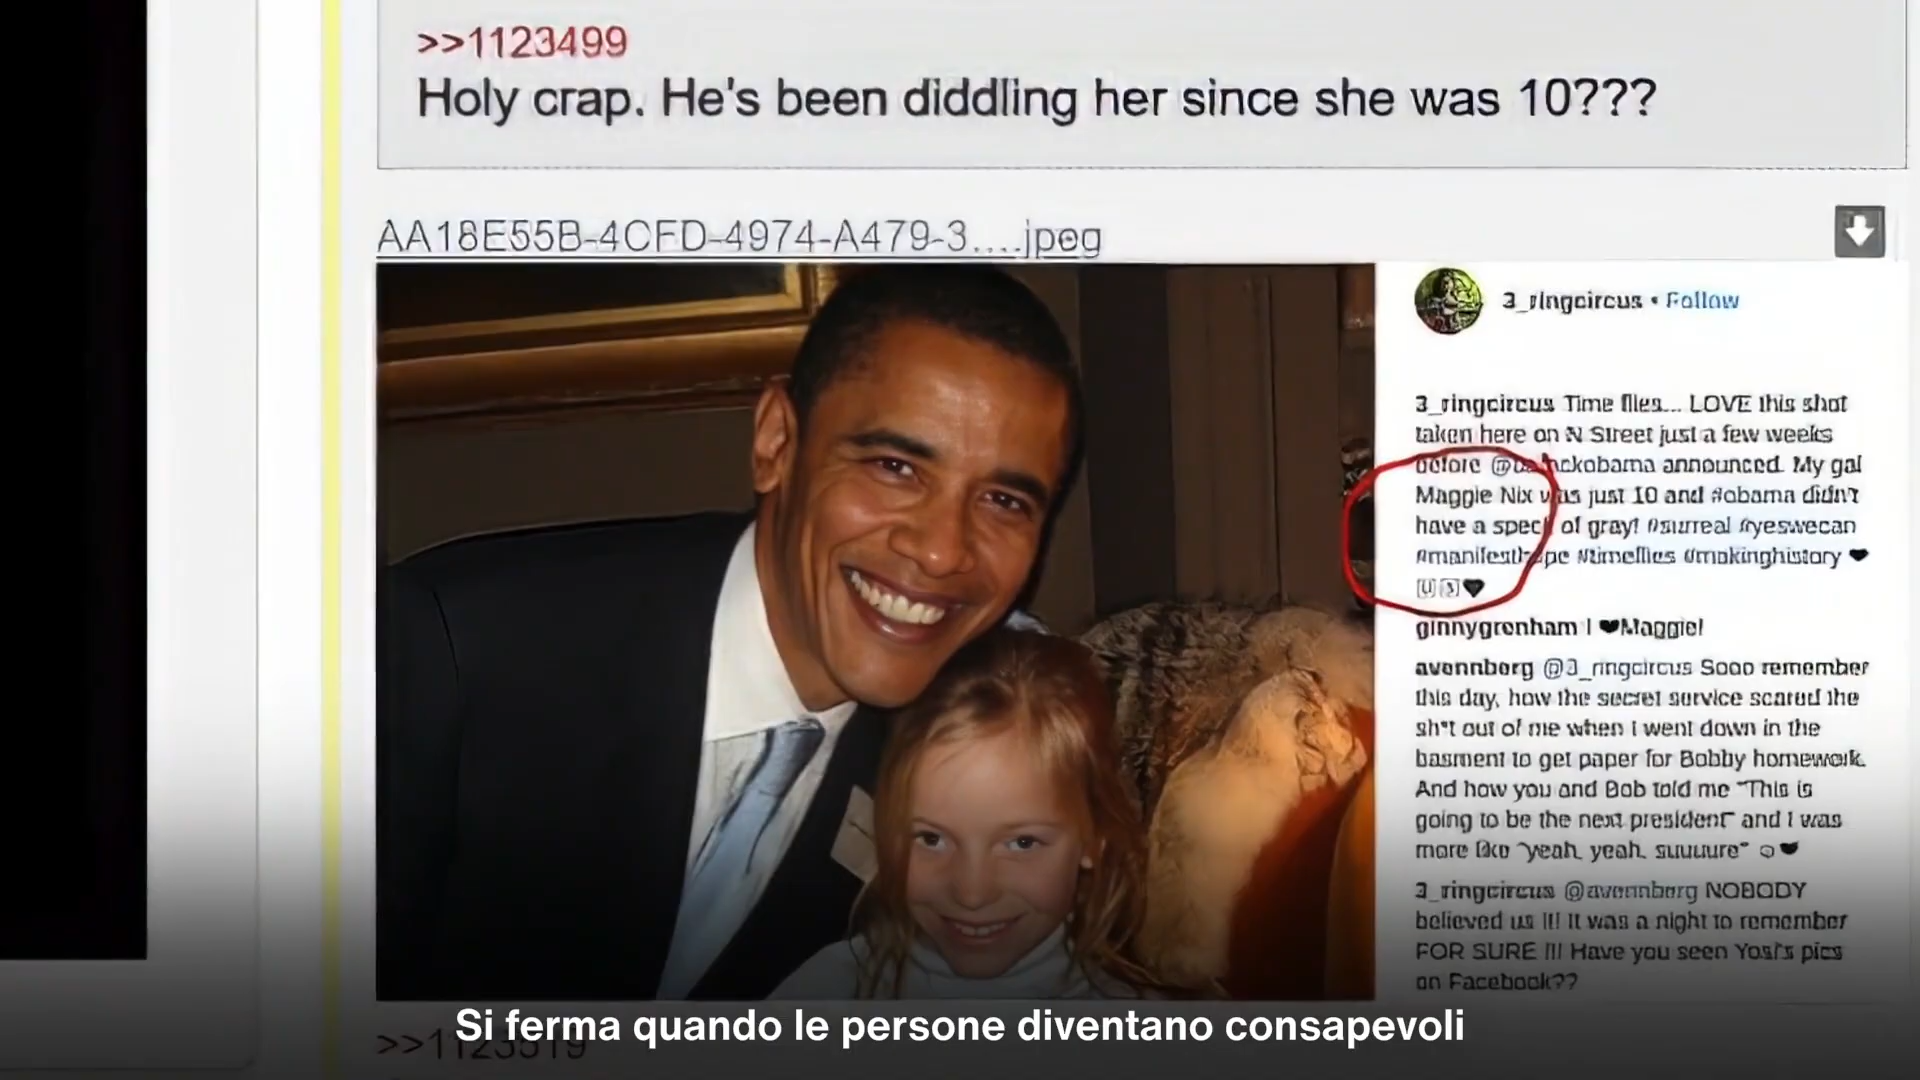 >>1123499
Holy crap. He's been diddling her since she was 10???
AA18E55B-4CFD-4974-A479-3....jpeg
3_ringcircus • Follow
3_ringcircus Time flies... LOVE this shot
taken here on N Street just a few weeks
before @barackobama announced. My gal
Maggie Nix was just 10 and #obama didn't
have a speck of gray! #surreal #yeswecan
#manifesthope #timeflies #makinghistory ❤
🇺🇸❤
ginnygrenham I ❤Maggie!
avennberg @3_ringcircus Sooo remember
this day, how the secret service scared the
sh*t out of me when I went down in the
basment to get paper for Bobby homework.
And how you and Bob told me "This is
going to be the next president" and I was
more like "yeah, yeah, suuuure" ☺❤
3_ringcircus @avennberg NOBODY
believed us !!! It was a night to remember
FOR SURE !!! Have you seen Yosi's pics
on Facebook??
>>1123519
Si ferma quando le persone diventano consapevoli